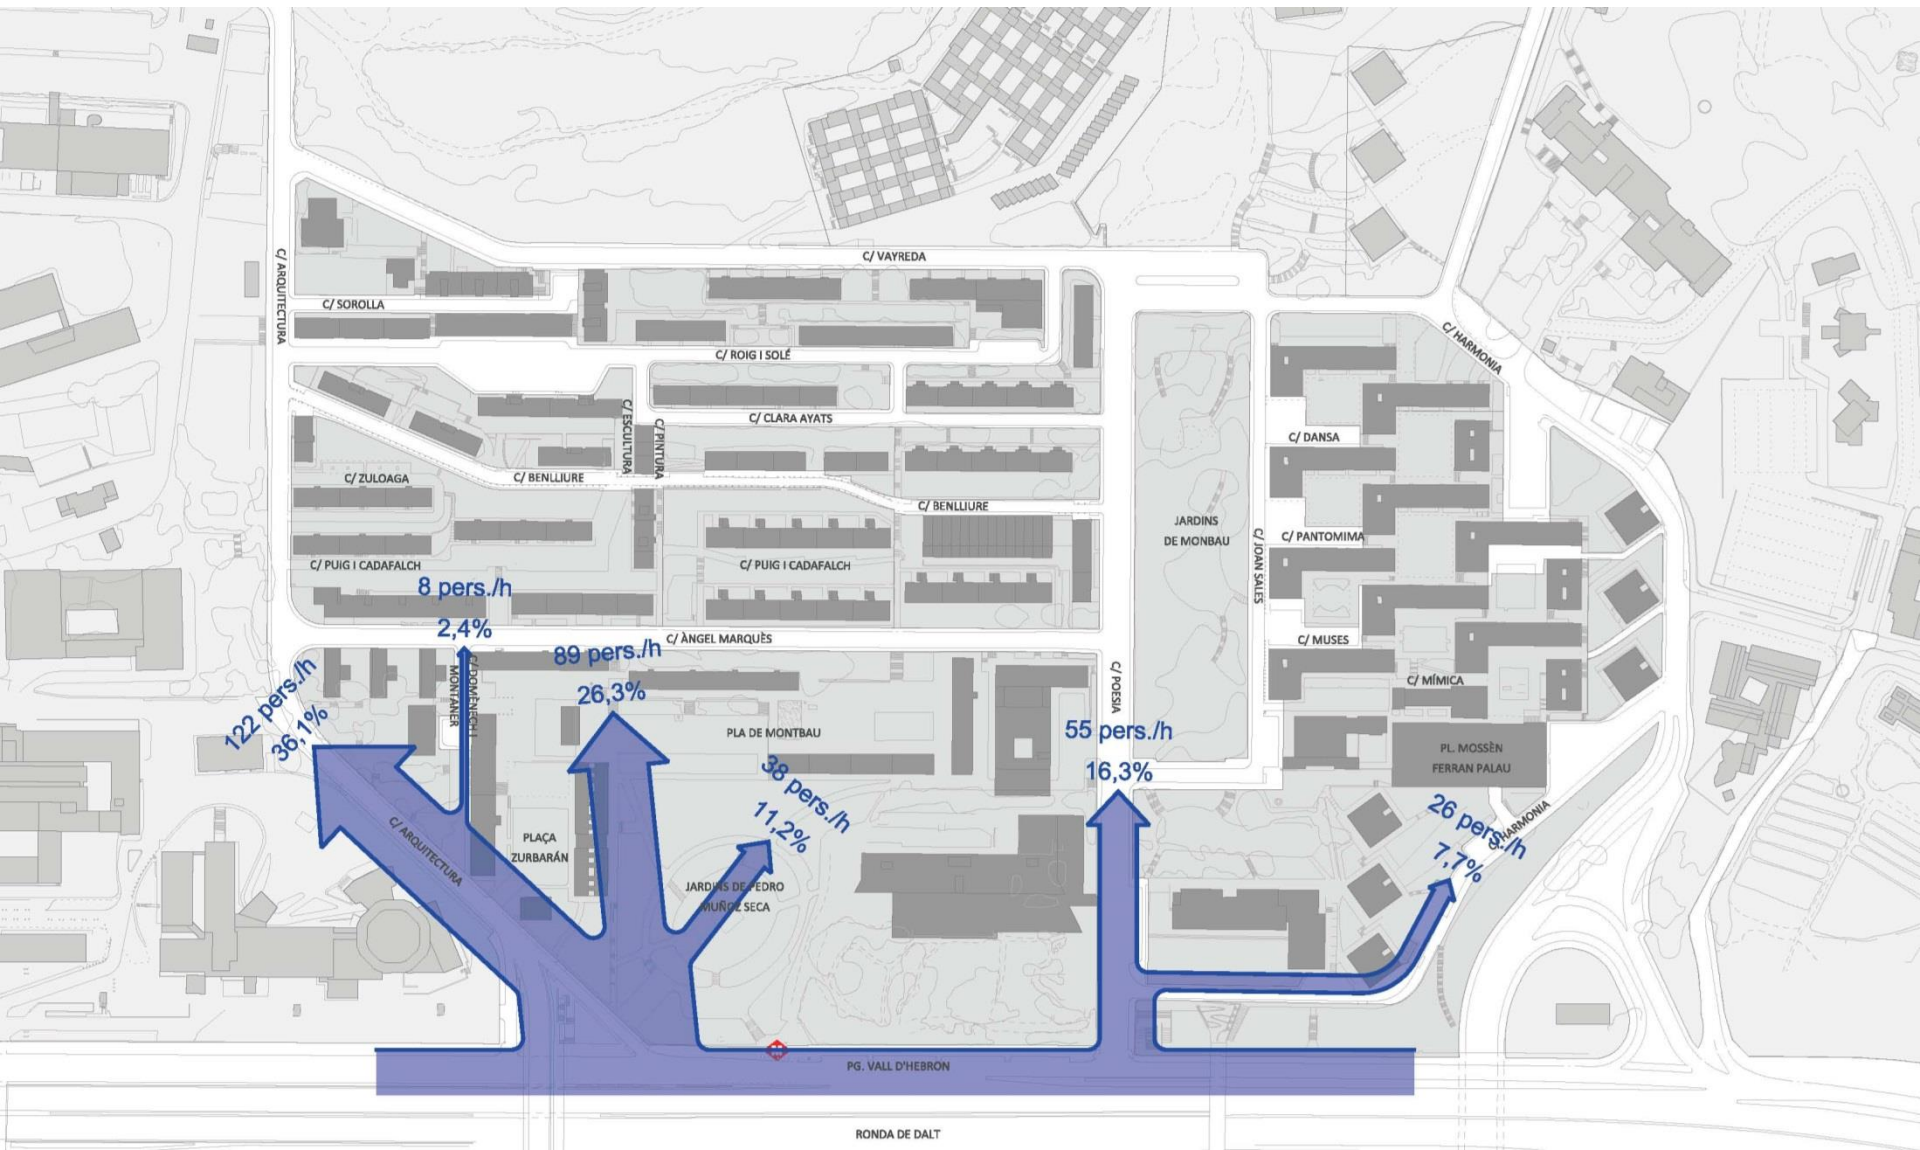 C/ VAYREDA
C/ ARQUITECTURA
C/ SOROLLA
C/ ROIG I SOLÉ
C/ HARMONIA
C/ CLARA AYATS
C/ ESCULTURA
C/ PINTURA
C/ DANSA
C/ ZULOAGA
C/ BENLLIURE
C/ BENLLIURE
JARDINS
DE MONBAU
C/ JOAN SALES
C/ PANTOMIMA
C/ PUIG I CADAFALCH
C/ PUIG I CADAFALCH
8 pers./h
2,4%
C/ ÀNGEL MARQUÈS
C/ MUSES
89 pers./h
26,3%
C/ DOMÈNECH I
MONTANER
C/ POESIA
C/ MÍMICA
122 pers./h
36,1%
PLA DE MONTBAU
55 pers./h
16,3%
PL. MOSSÈN
FERRAN PALAU
38 pers./h
11,2%
26 pers./h
7,7%
C/ HARMONIA
C/ ARQUITECTURA
PLAÇA
ZURBARÁN
JARDINS DE PEDRO
MUÑOZ SECA
PG. VALL D'HEBRON
RONDA DE DALT